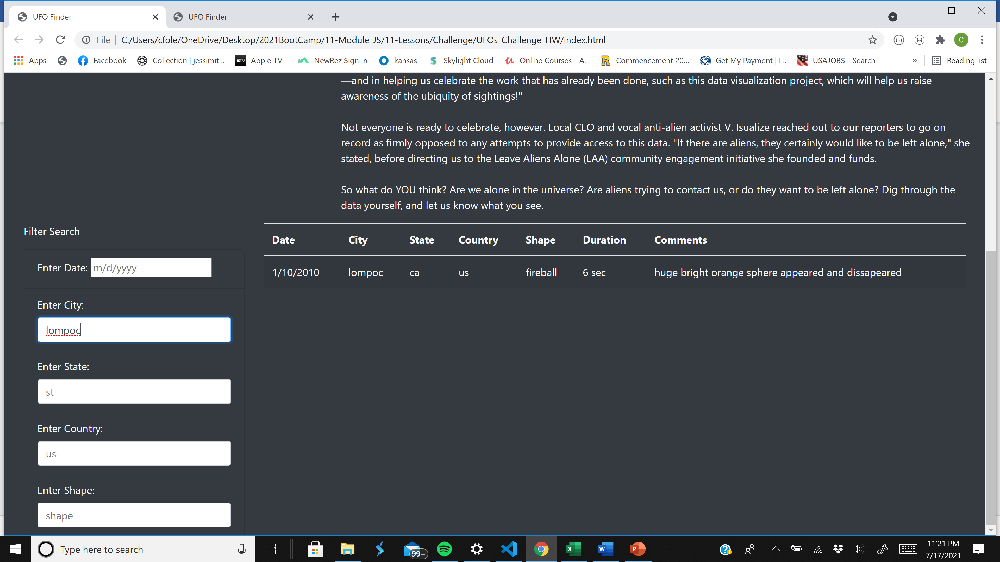 UFO Finder
UFO Finder
File C:/Users/cfole/OneDrive/Desktop/2021BootCamp/11-Module_JS/11-Lessons/Challenge/UFOs_Challenge_HW/index.html
C
Apps Facebook Collection | jessimit... tv Apple TV+ NewRez Sign In kansas Skylight Cloud Online Courses - A... Commencement 20... Get My Payment | I... USAJOBS - Search » Reading list
—and in helping us celebrate the work that has already been done, such as this data visualization project, which will help us raise
awareness of the ubiquity of sightings!"
Not everyone is ready to celebrate, however. Local CEO and vocal anti-alien activist V. Isualize reached out to our reporters to go on
record as firmly opposed to any attempts to provide access to this data. "If there are aliens, they certainly would like to be left alone," she
stated, before directing us to the Leave Aliens Alone (LAA) community engagement initiative she founded and funds.
So what do YOU think? Are we alone in the universe? Are aliens trying to contact us, or do they want to be left alone? Dig through the
data yourself, and let us know what you see.
Filter Search
Enter Date: m/d/yyyy
Enter City:
lompoc
Enter State:
st
Enter Country:
us
Enter Shape:
shape
Date City State Country Shape Duration Comments
1/10/2010 lompoc ca us fireball 6 sec huge bright orange sphere appeared and dissapeared
Type here to search
99+
11:21 PM
7/17/2021